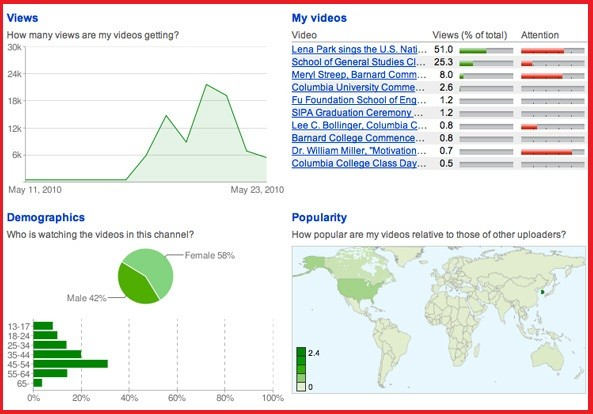 Views
How many views are my videos getting?
30k
24k
18k
12k
6k
May 11, 2010
May 23, 2010
My videos
Video Views (% of total) Attention
Lena Park sings the U.S. Nati... 51.0
School of General Studies Cl... 25.3
Meryl Streep, Barnard Comm... 8.0
Columbia University Comme... 2.6
Fu Foundation School of Eng... 1.2
SIPA Graduation Ceremony ... 1.2
Lee C. Bollinger, Columbia C... 0.8
Barnard College Commence... 0.8
Dr. William Miller, "Motivation... 0.7
Columbia College Class Day... 0.5
Demographics
Who is watching the videos in this channel?
Female 58%
Male 42%
13-17
18-24
25-34
35-44
45-54
55-64
65-
0% 20% 40% 60% 80% 100%
Popularity
How popular are my videos relative to those of other uploaders?
2.4
0